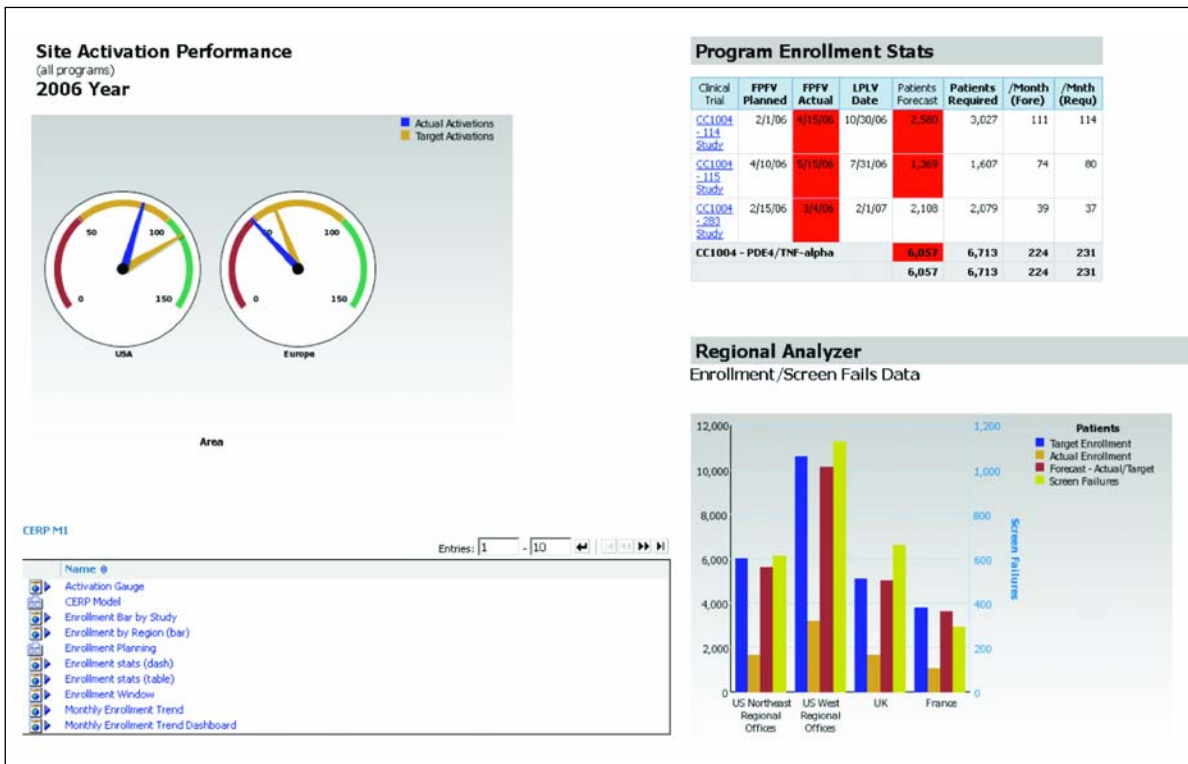 Site Activation Performance
(all programs)
2006 Year
Actual Activations
Target Activations
50
100
0
150
USA
50
100
0
150
Europe
Area
CERP M1
Entries: 1 - 10
Name
Activation Gauge
CERP Model
Enrollment Bar by Study
Enrollment by Region (bar)
Enrollment Planning
Enrollment stats (dash)
Enrollment stats (table)
Enrollment Window
Monthly Enrollment Trend
Monthly Enrollment Trend Dashboard
Program Enrollment Stats
Clinical Trial FPFV Planned FPFV Actual LPLV Date Patients Forecast Patients Required /Month (Fore) /Mnth (Requ)
CC1004 - 114 Study 2/1/06 4/15/06 10/30/06 2,580 3,027 111 114
CC1004 - 115 Study 4/10/06 5/15/06 7/31/06 1,369 1,607 74 80
CC1004 - 283 Study 2/15/06 3/4/06 2/1/07 2,108 2,079 39 37
CC1004 - PDE4/TNF-alpha 6,057 6,713 224 231
6,057 6,713 224 231
Regional Analyzer
Enrollment/Screen Fails Data
Patients
Target Enrollment
Actual Enrollment
Forecast - Actual/Target
Screen Failures
12,000
10,000
8,000
6,000
4,000
2,000
0
1,200
1,000
800
600
400
200
0
Screen Failures
US Northeast Regional Offices
US West Regional Offices
UK
France